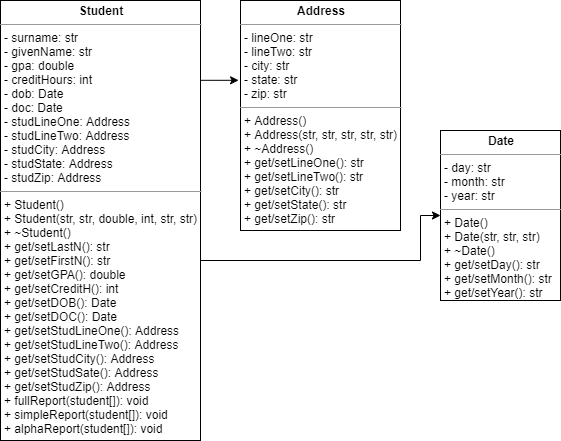 Student
- surname: str
- givenName: str
- gpa: double
- creditHours: int
- dob: Date
- doc: Date
- studLineOne: Address
- studLineTwo: Address
- studCity: Address
- studState: Address
- studZip: Address
+ Student()
+ Student(str, str, double, int, str, str)
+ ~Student()
+ get/setLastN(): str
+ get/setFirstN(): str
+ get/setGPA(): double
+ get/setCreditH(): int
+ get/setDOB(): Date
+ get/setDOC(): Date
+ get/setStudLineOne(): Address
+ get/setStudLineTwo(): Address
+ get/setStudCity(): Address
+ get/setStudSate(): Address
+ get/setStudZip(): Address
+ fullReport(student[]): void
+ simpleReport(student[]): void
+ alphaReport(student[]): void
Address
- lineOne: str
- lineTwo: str
- city: str
- state: str
- zip: str
+ Address()
+ Address(str, str, str, str, str)
+ ~Address()
+ get/setLineOne(): str
+ get/setLineTwo(): str
+ get/setCity(): str
+ get/setState(): str
+ get/setZip(): str
Date
- day: str
- month: str
- year: str
+ Date()
+ Date(str, str, str)
+ ~Date()
+ get/setDay(): str
+ get/setMonth(): str
+ get/setYear(): str